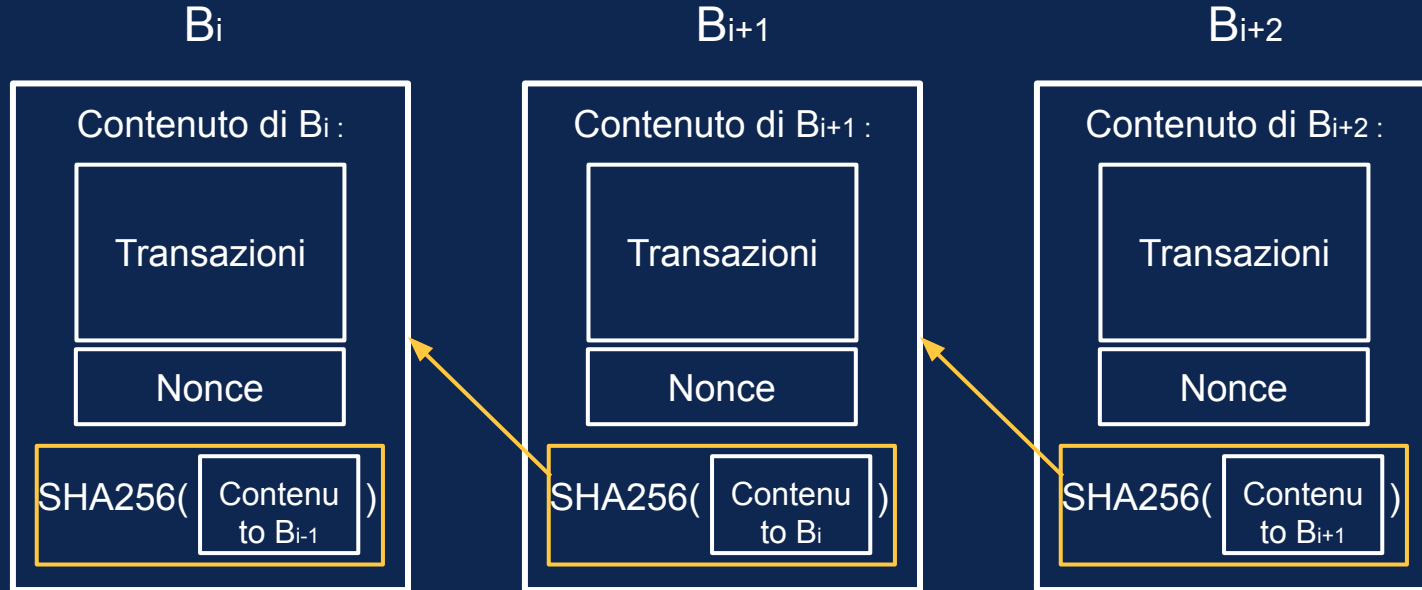 Bi
Bi+1
Bi+2
Contenuto di Bi :
Contenuto di Bi+1 :
Contenuto di Bi+2 :
Transazioni
Transazioni
Transazioni
Nonce
Nonce
Nonce
SHA256( Contenu )
to Bi-1
SHA256( Contenu )
to Bi
SHA256( Contenu )
to Bi+1